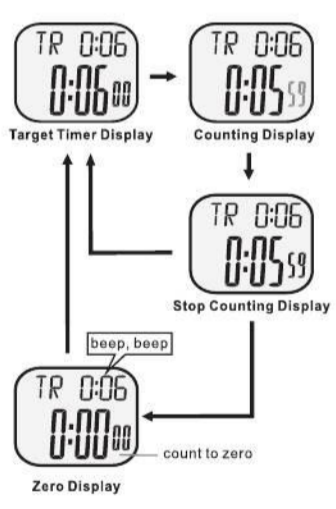 TR 0:06
0:06 00
Target Timer Display
TR 0:06
0:05 59
Counting Display
TR 0:06
0:05 59
Stop Counting Display
beep, beep
TR 0:06
0:00 00
count to zero
Zero Display